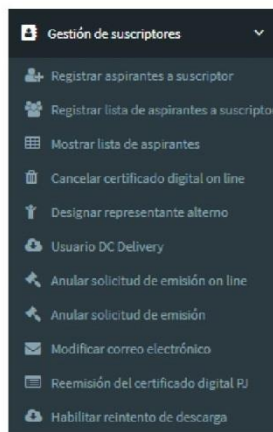 Gestión de suscriptores
Registrar aspirantes a suscriptor
Registrar lista de aspirantes a suscripto
Mostrar lista de aspirantes
Cancelar certificado digital on line
Designar representante alterno
Usuario DC Delivery
Anular solicitud de emisión on line
Anular solicitud de emisión
Modificar correo electrónico
Reemisión del certificado digital PJ
Habilitar reintento de descarga